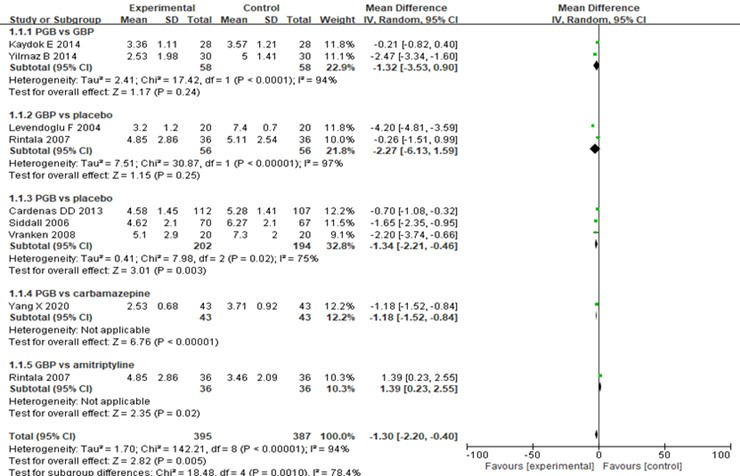 Experimental Control Mean Difference Mean Difference
Study or Subgroup Mean SD Total Mean SD Total Weight IV, Random, 95% CI IV, Random, 95% CI
1.1.1 PGB vs GBP
Kaydok E 2014 3.36 1.11 28 3.57 1.21 28 11.8% -0.21 [-0.82, 0.40]
Yilmaz B 2014 2.53 1.98 30 5 1.41 30 11.1% -2.47 [-3.34, -1.60]
Subtotal (95% CI) 58 58 22.9% -1.32 [-3.53, 0.90]
Heterogeneity: Tau² = 2.41; Chi² = 17.42, df = 1 (P < 0.0001); I² = 94%
Test for overall effect: Z = 1.17 (P = 0.24)
1.1.2 GBP vs placebo
Levendoglu F 2004 3.2 1.2 20 7.4 0.7 20 11.8% -4.20 [-4.81, -3.59]
Rintala 2007 4.85 2.86 36 5.11 2.54 36 10.0% -0.26 [-1.51, 0.99]
Subtotal (95% CI) 56 56 21.8% -2.27 [-6.13, 1.59]
Heterogeneity: Tau² = 7.51; Chi² = 30.87, df = 1 (P < 0.00001); I² = 97%
Test for overall effect: Z = 1.15 (P = 0.25)
1.1.3 PGB vs placebo
Cardenas DD 2013 4.58 1.45 112 5.28 1.41 107 12.2% -0.70 [-1.08, -0.32]
Siddall 2006 4.62 2.1 70 6.27 2.1 67 11.5% -1.65 [-2.35, -0.95]
Vranken 2008 5.1 2.9 20 7.3 2 20 9.1% -2.20 [-3.74, -0.66]
Subtotal (95% CI) 202 194 32.8% -1.34 [-2.21, -0.46]
Heterogeneity: Tau² = 0.41; Chi² = 7.98, df = 2 (P = 0.02); I² = 75%
Test for overall effect: Z = 3.01 (P = 0.003)
1.1.4 PGB vs carbamazepine
Yang X 2020 2.53 0.68 43 3.71 0.92 43 12.2% -1.18 [-1.52, -0.84]
Subtotal (95% CI) 43 43 12.2% -1.18 [-1.52, -0.84]
Heterogeneity: Not applicable
Test for overall effect: Z = 6.76 (P < 0.00001)
1.1.5 GBP vs amitriptyline
Rintala 2007 4.85 2.86 36 3.46 2.09 36 10.3% 1.39 [0.23, 2.55]
Subtotal (95% CI) 36 36 10.3% 1.39 [0.23, 2.55]
Heterogeneity: Not applicable
Test for overall effect: Z = 2.35 (P = 0.02)
Total (95% CI) 395 387 100.0% -1.30 [-2.20, -0.40]
Heterogeneity: Tau² = 1.70; Chi² = 142.21, df = 8 (P < 0.00001); I² = 94%
Test for overall effect: Z = 2.82 (P = 0.005)
Test for subgroup differences: Chi² = 18.48, df = 4 (P = 0.0010), I² = 78.4%
-100 -50 0 50 100
Favours [experimental] Favours [control]